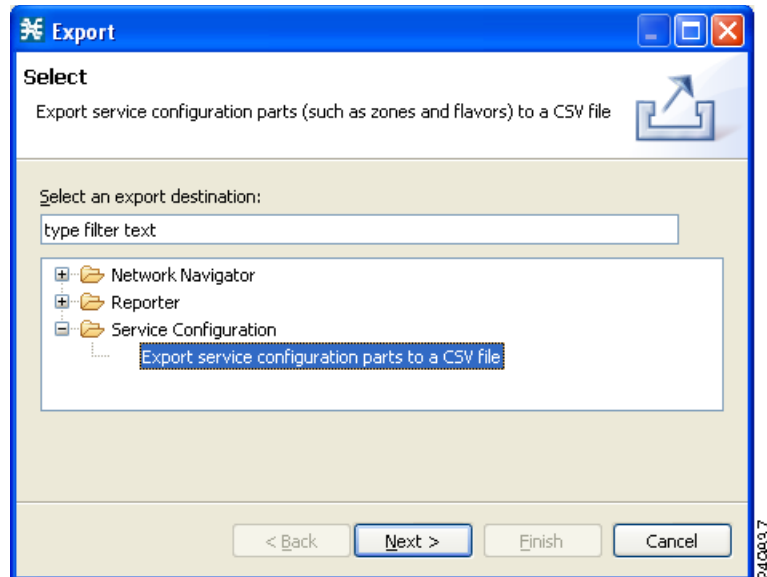 Export
Select
Export service configuration parts (such as zones and flavors) to a CSV file
Select an export destination:
type filter text
Network Navigator
Reporter
Service Configuration
Export service configuration parts to a CSV file
< Back
Next >
Finish
Cancel
249837